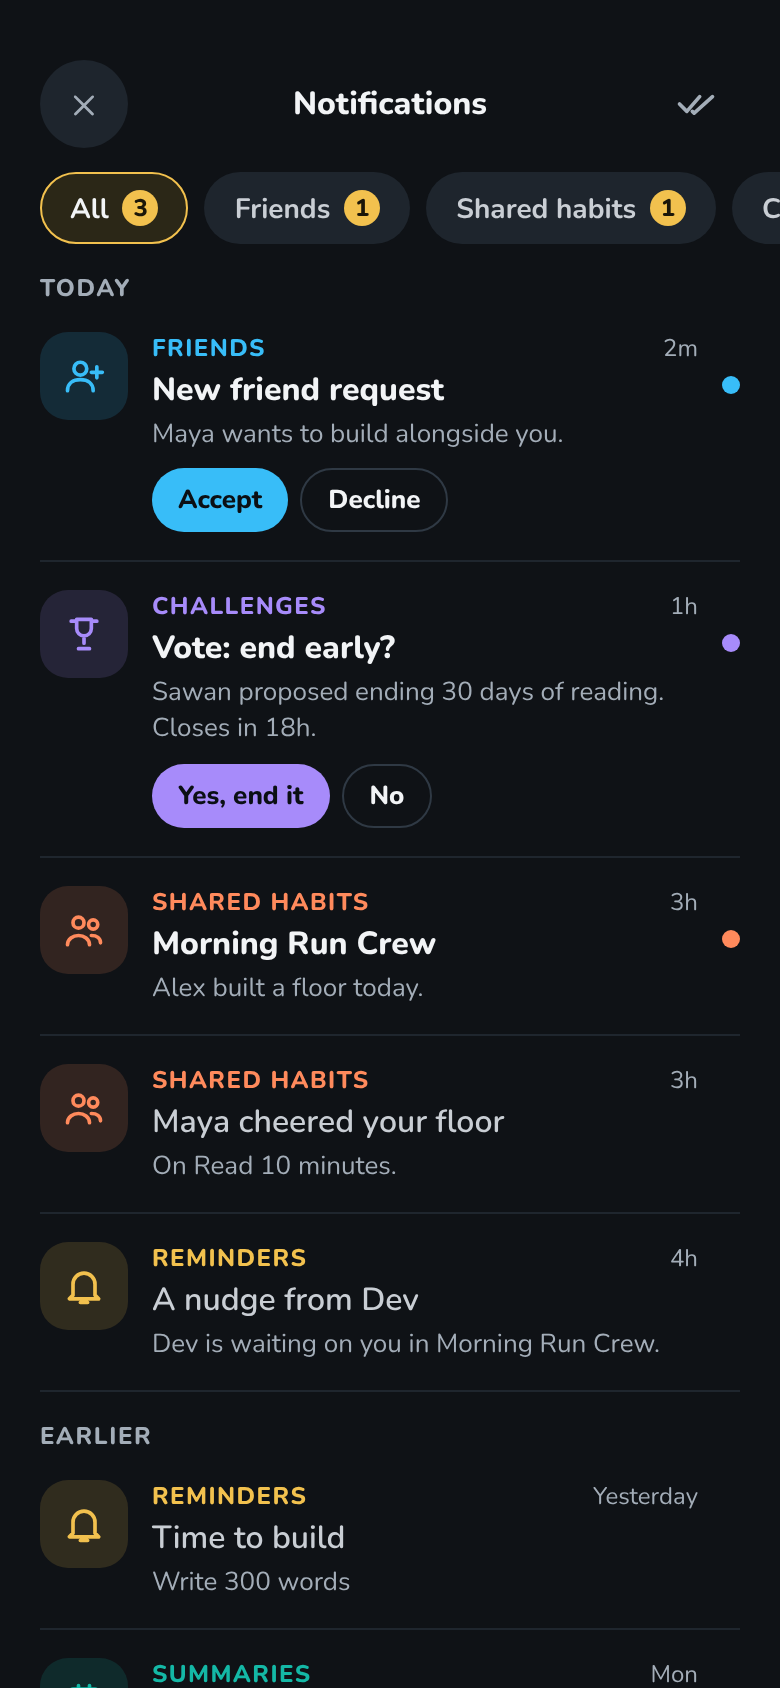 Notifications
All 3
Friends 1
Shared habits 1
C
TODAY
FRIENDS 2m
New friend request
Maya wants to build alongside you.
Accept Decline
CHALLENGES 1h
Vote: end early?
Sawan proposed ending 30 days of reading.
Closes in 18h.
Yes, end it No
SHARED HABITS 3h
Morning Run Crew
Alex built a floor today.
SHARED HABITS 3h
Maya cheered your floor
On Read 10 minutes.
REMINDERS 4h
A nudge from Dev
Dev is waiting on you in Morning Run Crew.
EARLIER
REMINDERS Yesterday
Time to build
Write 300 words
SUMMARIES Mon